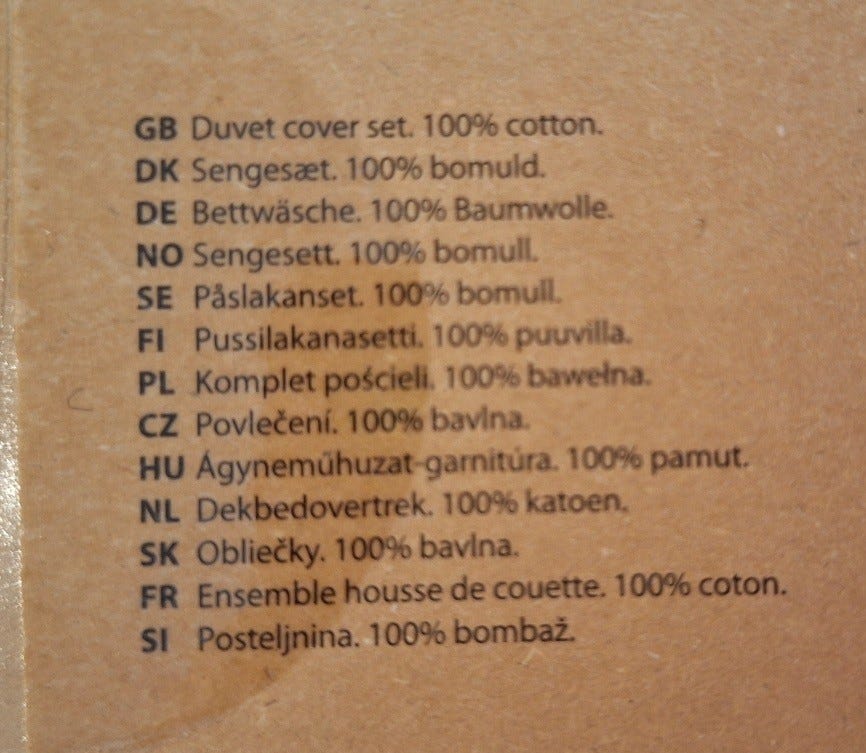 GB Duvet cover set. 100% cotton.
DK Sengesæt. 100% bomuld.
DE Bettwäsche. 100% Baumwolle.
NO Sengesett. 100% bomull.
SE Påslakanset. 100% bomull.
FI Pussilakanasetti. 100% puuvilla.
PL Komplet pościeli. 100% bawełna.
CZ Povlečení. 100% bavlna.
HU Ágyneműhuzat-garnitúra. 100% pamut.
NL Dekbedovertrek. 100% katoen.
SK Obliečky. 100% bavlna.
FR Ensemble housse de couette. 100% coton.
SI Posteljnina. 100% bombaž.